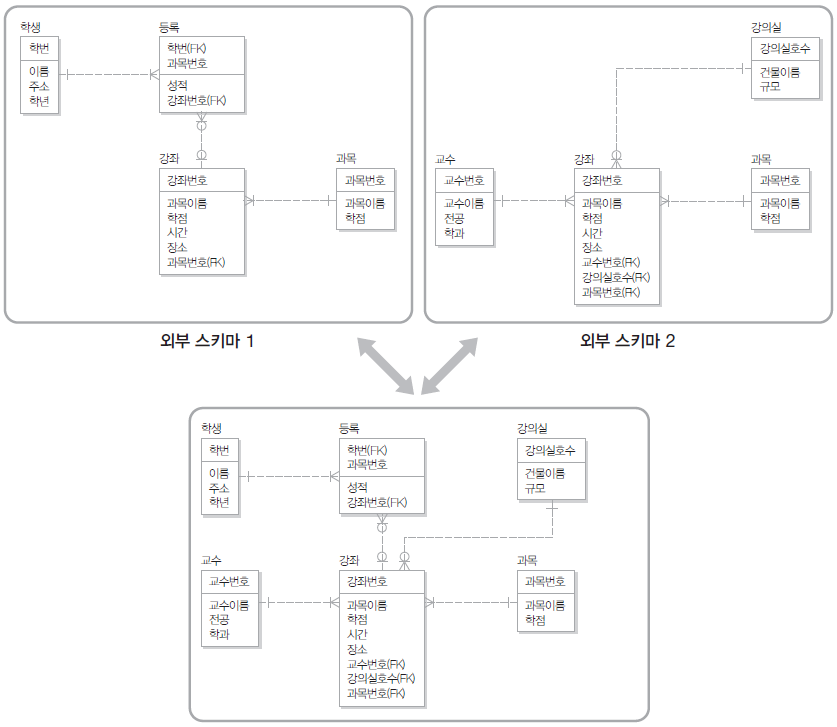 학생
학번
이름
주소
학년
등록
학번(FK)
과목번호
성적
강좌번호(FK)
강좌
강좌번호
과목이름
학점
시간
장소
과목번호(FK)
과목
과목번호
과목이름
학점
외부 스키마 1
강의실
강의실호수
건물이름
규모
교수
교수번호
교수이름
전공
학과
강좌
강좌번호
과목이름
학점
시간
장소
교수번호(FK)
강의실호수(FK)
과목번호(FK)
과목
과목번호
과목이름
학점
외부 스키마 2
학생
학번
이름
주소
학년
등록
학번(FK)
과목번호
성적
강좌번호(FK)
강의실
강의실호수
건물이름
규모
교수
교수번호
교수이름
전공
학과
강좌
강좌번호
과목이름
학점
시간
장소
교수번호(FK)
강의실호수(FK)
과목번호(FK)
과목
과목번호
과목이름
학점